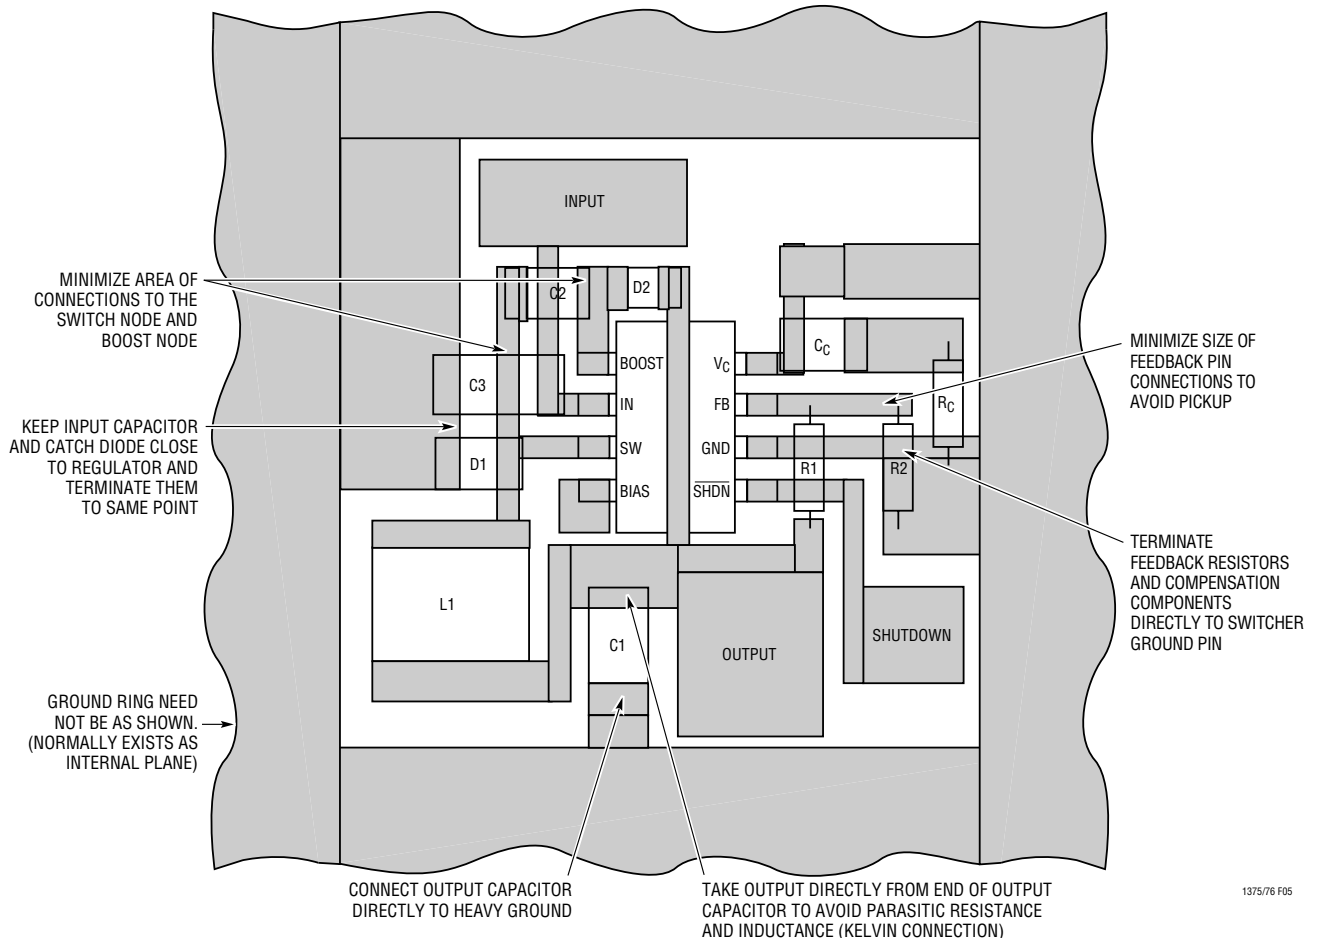 INPUT
MINIMIZE AREA OF
CONNECTIONS TO THE
SWITCH NODE AND
BOOST NODE
C2
D2
BOOST
IN
SW
BIAS
VC
FB
GND
SHDN
CC
RC
R1
R2
C3
D1
KEEP INPUT CAPACITOR
AND CATCH DIODE CLOSE
TO REGULATOR AND
TERMINATE THEM
TO SAME POINT
MINIMIZE SIZE OF
FEEDBACK PIN
CONNECTIONS TO
AVOID PICKUP
TERMINATE
FEEDBACK RESISTORS
AND COMPENSATION
COMPONENTS
DIRECTLY TO SWITCHER
GROUND PIN
L1
C1
OUTPUT
SHUTDOWN
GROUND RING NEED
NOT BE AS SHOWN.
(NORMALLY EXISTS AS
INTERNAL PLANE)
CONNECT OUTPUT CAPACITOR
DIRECTLY TO HEAVY GROUND
TAKE OUTPUT DIRECTLY FROM END OF OUTPUT
CAPACITOR TO AVOID PARASITIC RESISTANCE
AND INDUCTANCE (KELVIN CONNECTION)
1375/76 F05